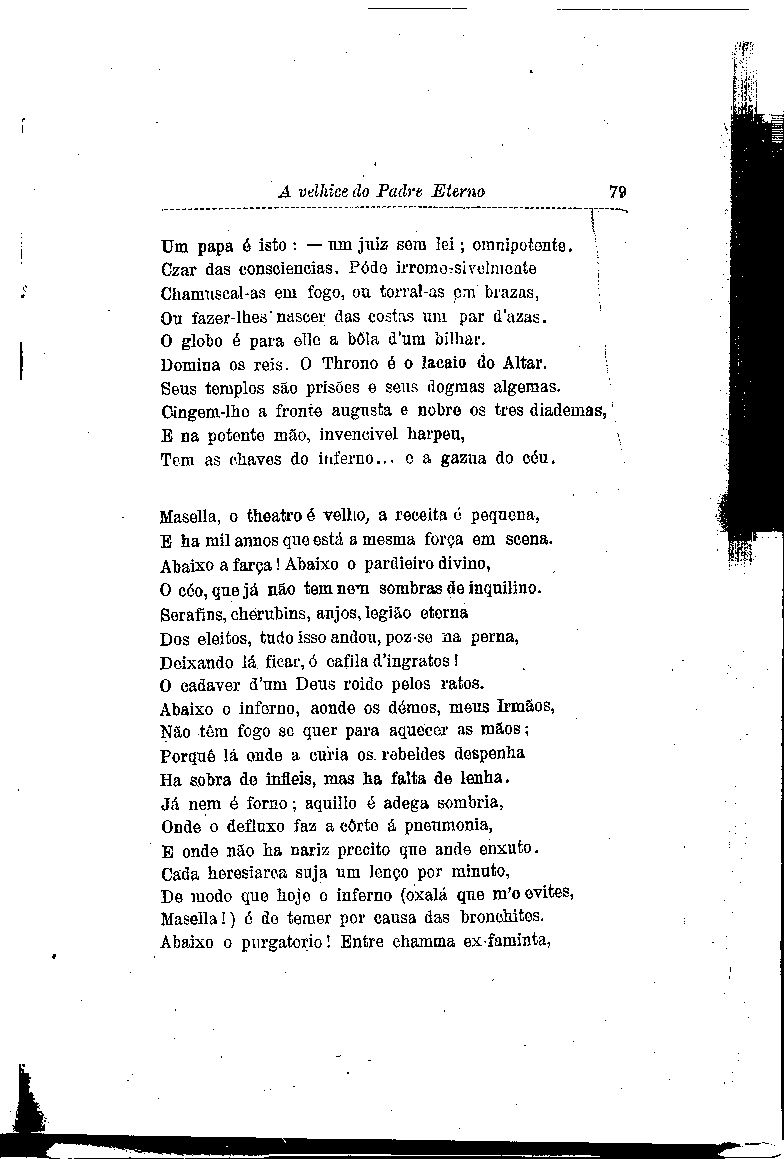 A velhice do Padre Eterno 79
Um papa é isto : — um juiz sem lei ; omnipotente.
Czar das consciencias. Póde irremessivelmente
Chamuscal-as em fogo, ou torral-as em brazas,
Ou fazer-lhes nascer das costas um par d'azas.
O globo é para elle a bóla d'um bilhar.
Domina os reis. O Throno é o lacaio do Altar.
Seus templos são prisões e seus dogmas algemas.
Cingem-lhe a fronte augusta e nobre os tres diademas,
E na potente mão, invencivel harpeu,
Tem as chaves do inferno... e a gazua do céu.
Masella, o theatro é velho, a receita é pequena,
E ha mil annos que está a mesma força em scena.
Abaixo a farça ! Abaixo o pardieiro divino,
O céo, que já não tem nem sombras de inquilino.
Serafins, cherubins, anjos, legião eterna
Dos eleitos, tudo isso andou, poz-se na perna,
Deixando lá ficar, ó cafila d'ingratos !
O cadaver d'um Deus roido pelos ratos.
Abaixo o inferno, aonde os démos, meus Irmãos,
Não têm fogo se quer para aquecer as mãos ;
Porquê lá onde a curia os rebeldes despenha
Ha sobra de infieis, mas ha falta de lenha.
Já nem é forno ; aquillo é adega sombria,
Onde o defluxo faz a côrte á pneumonia,
E onde não ha nariz precito que ande enxuto.
Cada heresiarca suja um lenço por minuto,
De modo que hoje o inferno (oxalá que m'o evites,
Masella !) é de temer por causa das bronchites.
Abaixo o purgatorio ! Entre chamma ex-faminta,